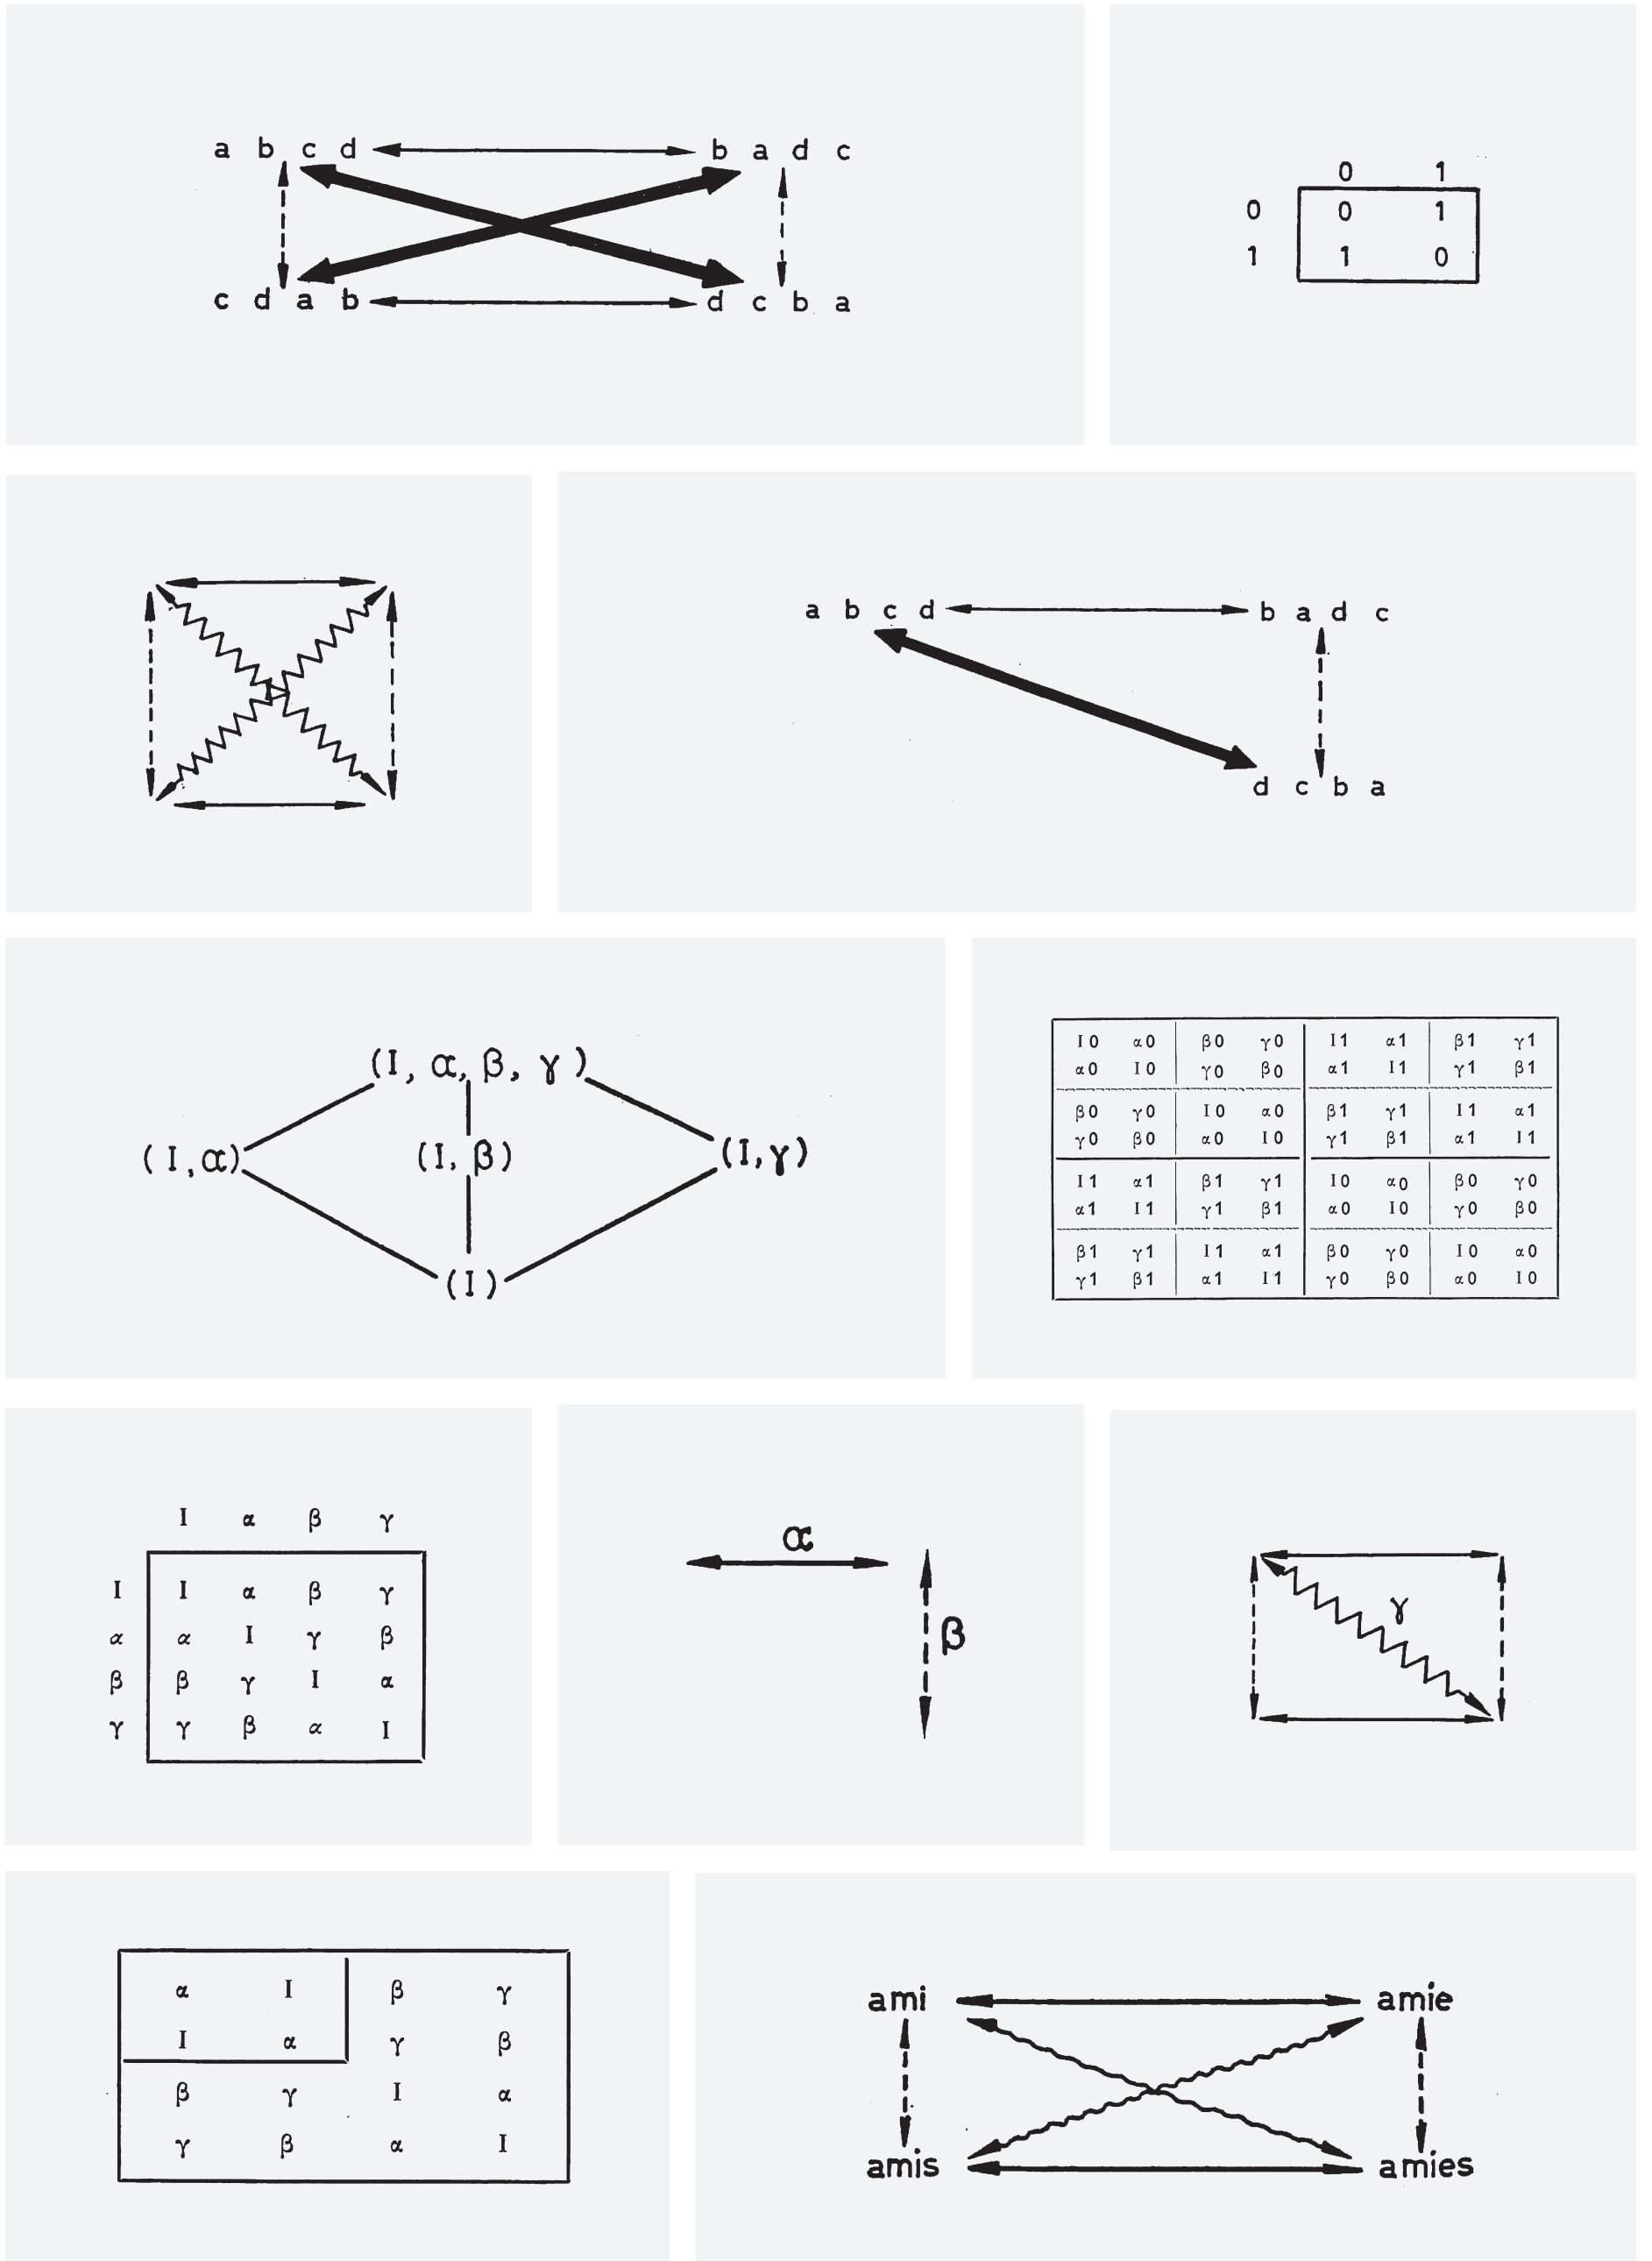 a b c d b a d c
c d a b d c b a
0 1
0 0 1
1 1 0
a b c d b a d c
d c b a
(I, α, β, γ)
(I, α) (I, β) (I, γ)
(I)
I0 α0 β0 γ0 I1 α1 β1 γ1
α0 I0 γ0 β0 α1 I1 γ1 β1
β0 γ0 I0 α0 β1 γ1 I1 α1
γ0 β0 α0 I0 γ1 β1 α1 I1
I1 α1 β1 γ1 I0 α0 β0 γ0
α1 I1 γ1 β1 α0 I0 γ0 β0
β1 γ1 I1 α1 β0 γ0 I0 α0
γ1 β1 α1 I1 γ0 β0 α0 I0
I α β γ
I I α β γ
α α I γ β
β β γ I α
γ γ β α I
α
β
γ
α I β γ
I α γ β
β γ I α
γ β α I
ami amie
amis amies